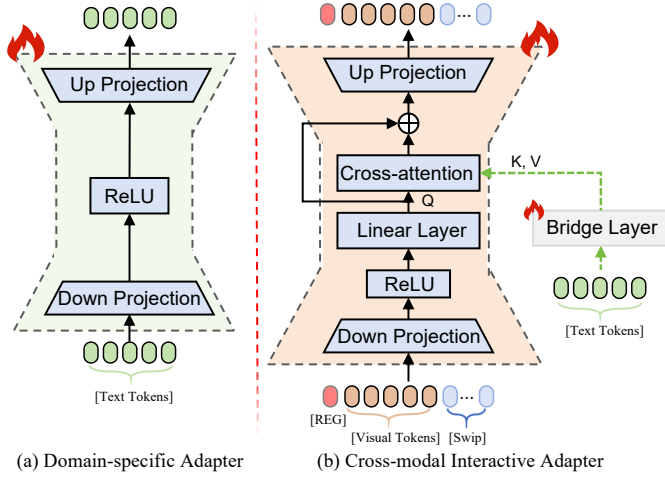 Up Projection
ReLU
Down Projection
[Text Tokens]
(a) Domain-specific Adapter
...
Up Projection
Cross-attention
K, V
Q
Linear Layer
Bridge Layer
ReLU
Down Projection
[Text Tokens]
...
[REG]
[Visual Tokens]
[Swip]
(b) Cross-modal Interactive Adapter